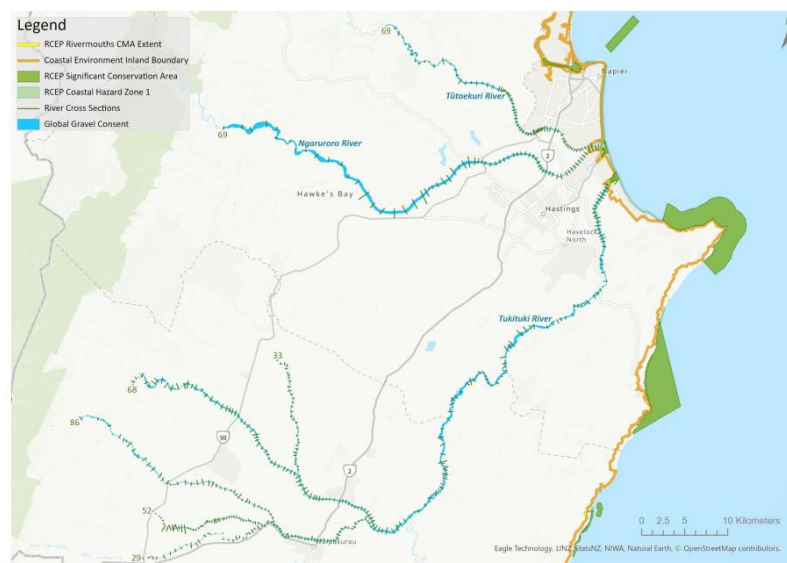 Legend
RCEP Rivermouths CMA Extent
Coastal Environment Inland Boundary
RCEP Significant Conservation Area
RCEP Coastal Hazard Zone 1
River Cross Sections
Global Gravel Consent
69
Napier
Tūtaekuri River
69
Ngaruroro River
2
Hawke's Bay
Hastings
Havelock
North
Tukituki River
33
68
86
50
2
52
29
Waipukurau
0 2.5 5 10 Kilometers
Eagle Technology, LINZ, StatsNZ, NIWA, Natural Earth, © OpenStreetMap contributors.